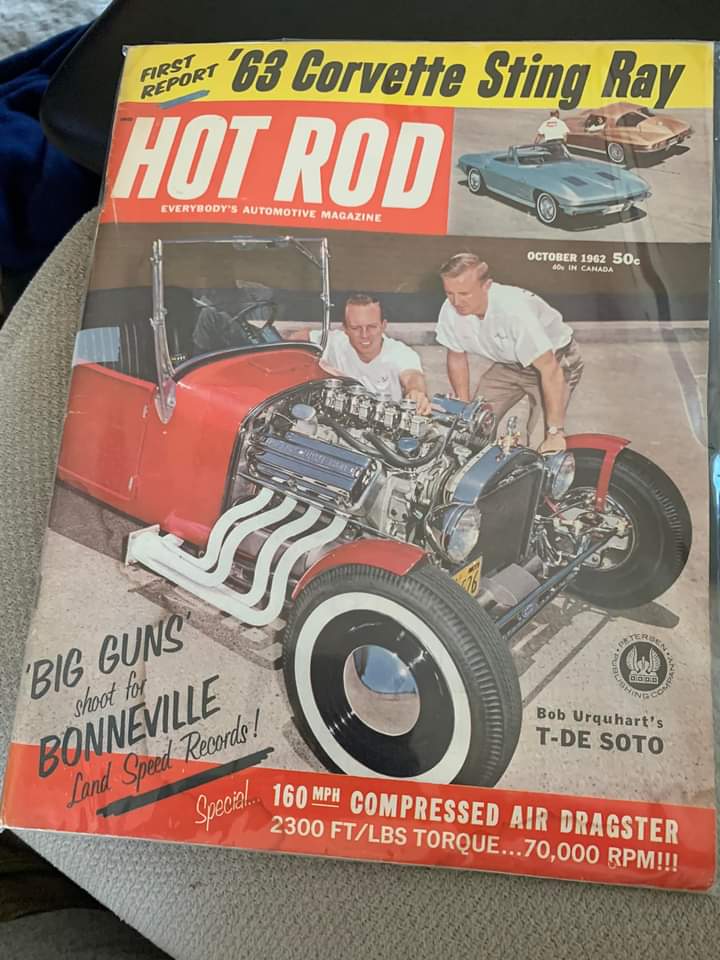 FIRST
REPORT
'63 Corvette Sting Ray
HOT ROD
EVERYBODY'S AUTOMOTIVE MAGAZINE
OCTOBER 1962 50c
60c IN CANADA
'BIG GUNS'
shoot for
BONNEVILLE
Land Speed Records!
PETERSEN
PUBLISHING COMPANY
Bob Urquhart's
T-DE SOTO
Special... 160 MPH COMPRESSED AIR DRAGSTER
2300 FT/LBS TORQUE...70,000 RPM!!!